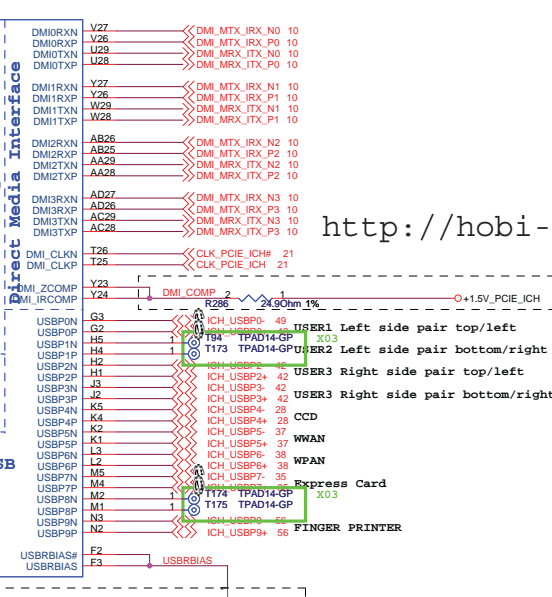 DMI0RXN V27 DMI_MTX_IRX_N0 10
DMI0RXP V26 DMI_MTX_IRX_P0 10
DMI0TXN U29 DMI_MRX_ITX_N0 10
DMI0TXP U28 DMI_MRX_ITX_P0 10
DMI1RXN Y27 DMI_MTX_IRX_N1 10
DMI1RXP Y26 DMI_MTX_IRX_P1 10
DMI1TXN W29 DMI_MRX_ITX_N1 10
DMI1TXP W28 DMI_MRX_ITX_P1 10
DMI2RXN AB26 DMI_MTX_IRX_N2 10
DMI2RXP AB25 DMI_MTX_IRX_P2 10
DMI2TXN AA29 DMI_MRX_ITX_N2 10
DMI2TXP AA28 DMI_MRX_ITX_P2 10
DMI3RXN AD27 DMI_MTX_IRX_N3 10
DMI3RXP AD26 DMI_MTX_IRX_P3 10
DMI3TXN AC29 DMI_MRX_ITX_N3 10
DMI3TXP AC28 DMI_MRX_ITX_P3 10
Direct Media Interface
http://hobi-
DMI_CLKN T26 CLK_PCIE_ICH# 21
DMI_CLKP T25 CLK_PCIE_ICH 21
DMI_ZCOMP Y23
DMI_IRCOMP Y24 DMI_COMP 2 1 +1.5V_PCIE_ICH
R286 24.9Ohm 1%
USBP0N G3 ICH_USBP0- 49
USBP0P G2 USER1 Left side pair top/left
USBP1N H5 1 T94 TPAD14-GP X03
USBP1P H4 1 T173 TPAD14-GP USER2 Left side pair bottom/right
USBP2N H2
USBP2P H1 ICH_USBP2+ 42 USER3 Right side pair top/left
USBP3N J3 ICH_USBP3- 42
USBP3P J2 ICH_USBP3+ 42 USER3 Right side pair bottom/right
USBP4N K5 ICH_USBP4- 28
USBP4P K4 ICH_USBP4+ 28 CCD
USBP5N K2 ICH_USBP5- 37
USBP5P K1 ICH_USBP5+ 37 WWAN
USBP6N L3 ICH_USBP6- 38
USBP6P L2 ICH_USBP6+ 38 WPAN
USBP7N M5 ICH_USBP7- 35
USBP7P M4 Express Card
USBP8N M2 1 T174 TPAD14-GP X03
USBP8P M1 1 T175 TPAD14-GP
USBP9N N3
USBP9P N2 ICH_USBP9+ 56 FINGER PRINTER
SB
USBRBIAS# F2
USBRBIAS F3 USBRBIAS